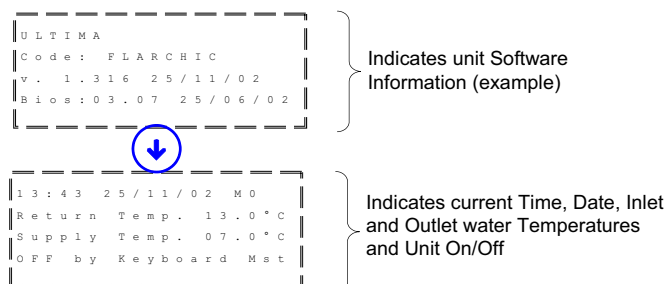 ULTIMA
Code: FLARCHIC
v. 1.316 25/11/02
Bios:03.07 25/06/02
Indicates unit Software
Information (example)
13:43 25/11/02 M0
Return Temp. 13.0°C
Supply Temp. 07.0°C
OFF by Keyboard Mst
Indicates current Time, Date, Inlet
and Outlet water Temperatures
and Unit On/Off